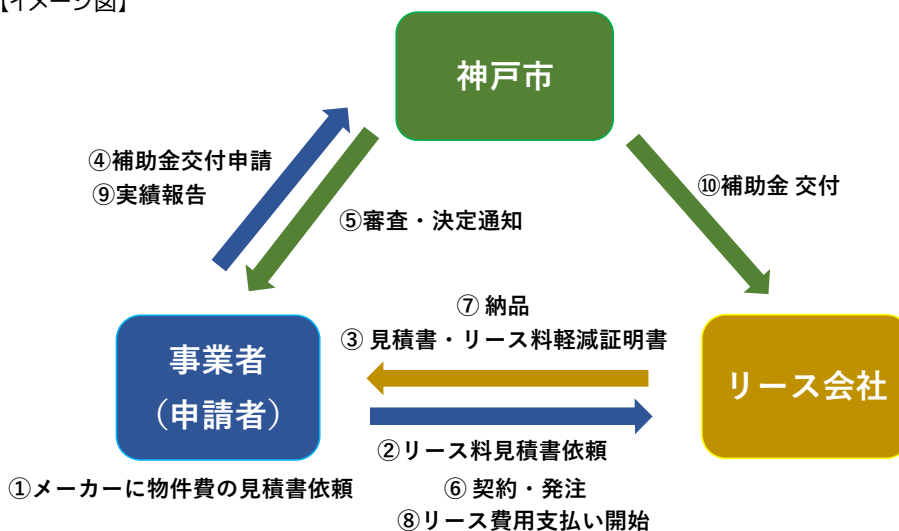 【イメージ図】
神戸市
④補助金交付申請
⑨実績報告
⑩補助金 交付
⑤審査・決定通知
⑦ 納品
③ 見積書・リース料軽減証明書
事業者
（申請者）
リース会社
②リース料見積書依頼
①メーカーに物件費の見積書依頼
⑥ 契約・発注
⑧リース費用支払い開始